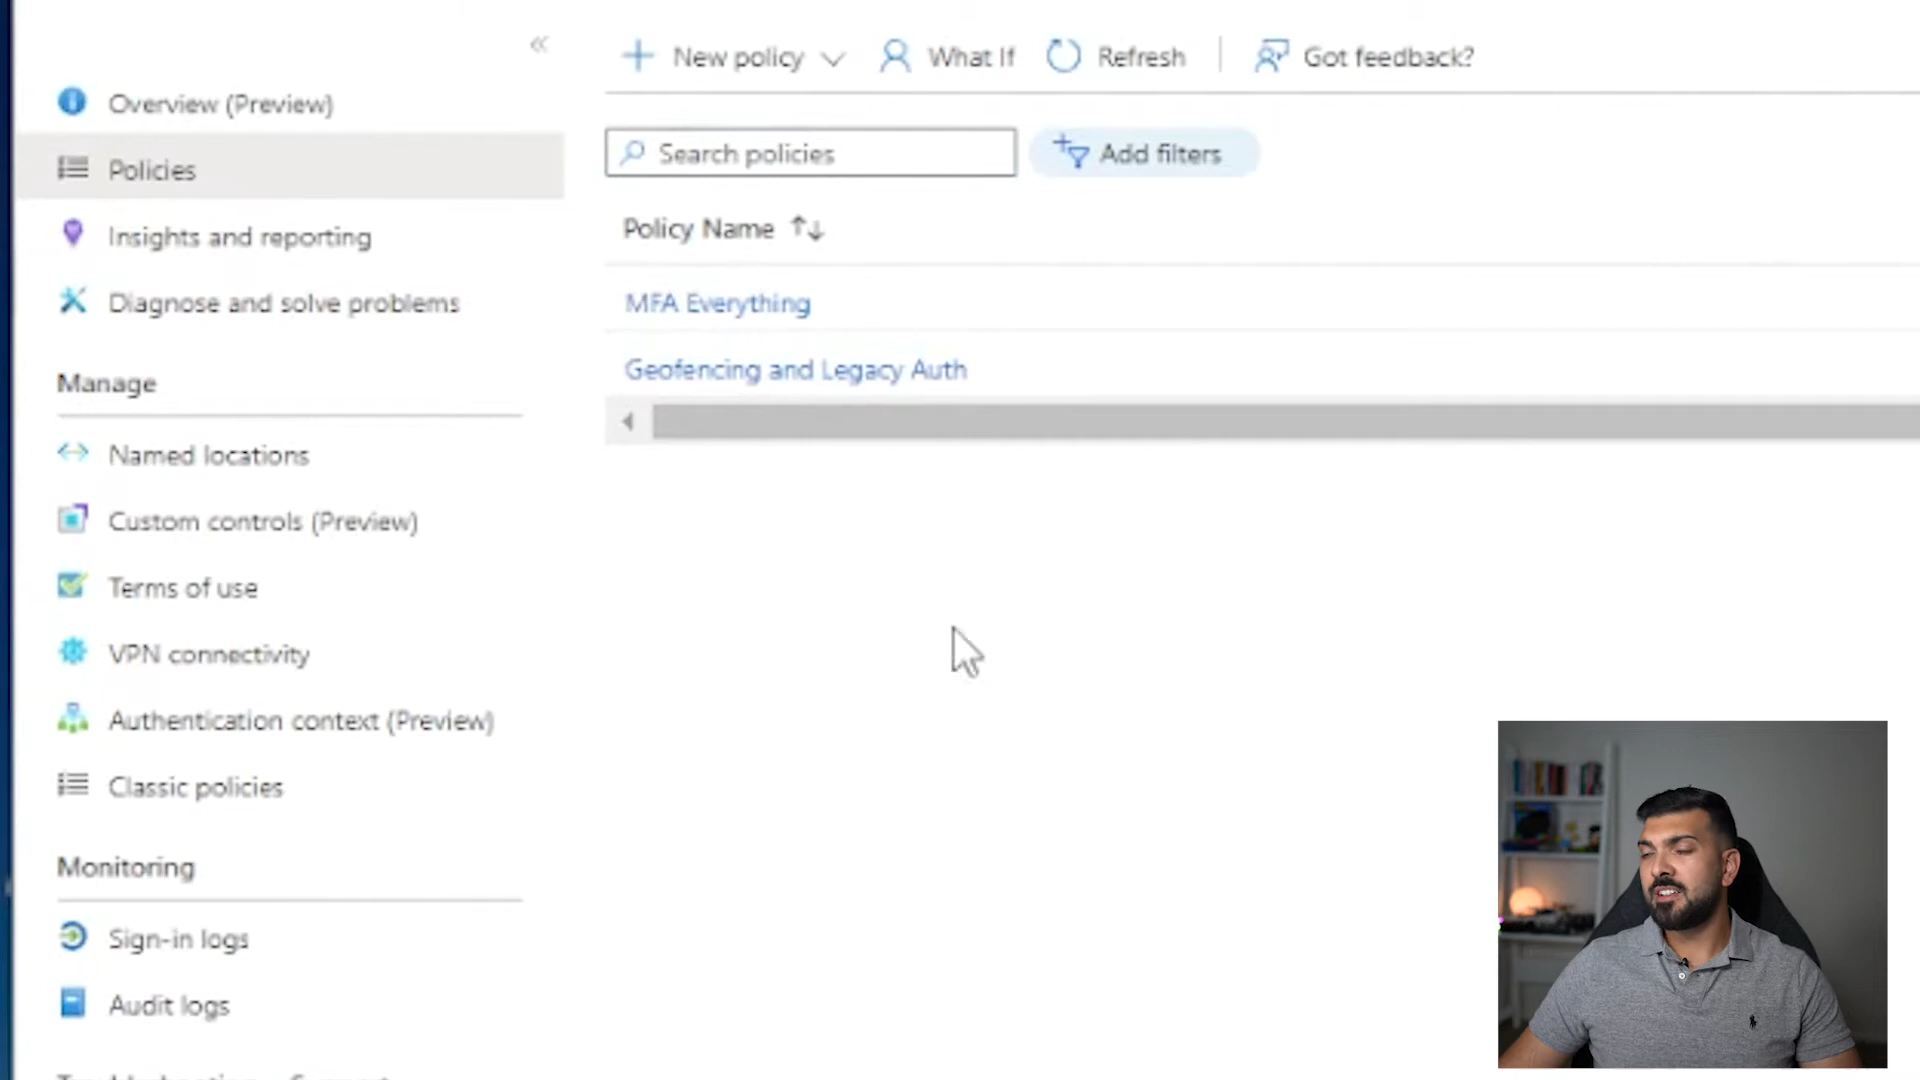 New policy
What If
Refresh
Got feedback?
Overview (Preview)
Policies
Insights and reporting
Diagnose and solve problems
Manage
Named locations
Custom controls (Preview)
Terms of use
VPN connectivity
Authentication context (Preview)
Classic policies
Monitoring
Sign-in logs
Audit logs
Search policies
Add filters
Policy Name
MFA Everything
Geofencing and Legacy Auth